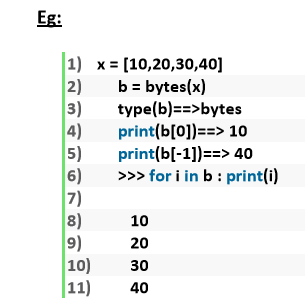 Eg:
1) x = [10,20,30,40]
2) b = bytes(x)
3) type(b)==>bytes
4) print(b[0])==> 10
5) print(b[-1])==> 40
6) >>> for i in b : print(i)
7)
8) 10
9) 20
10) 30
11) 40